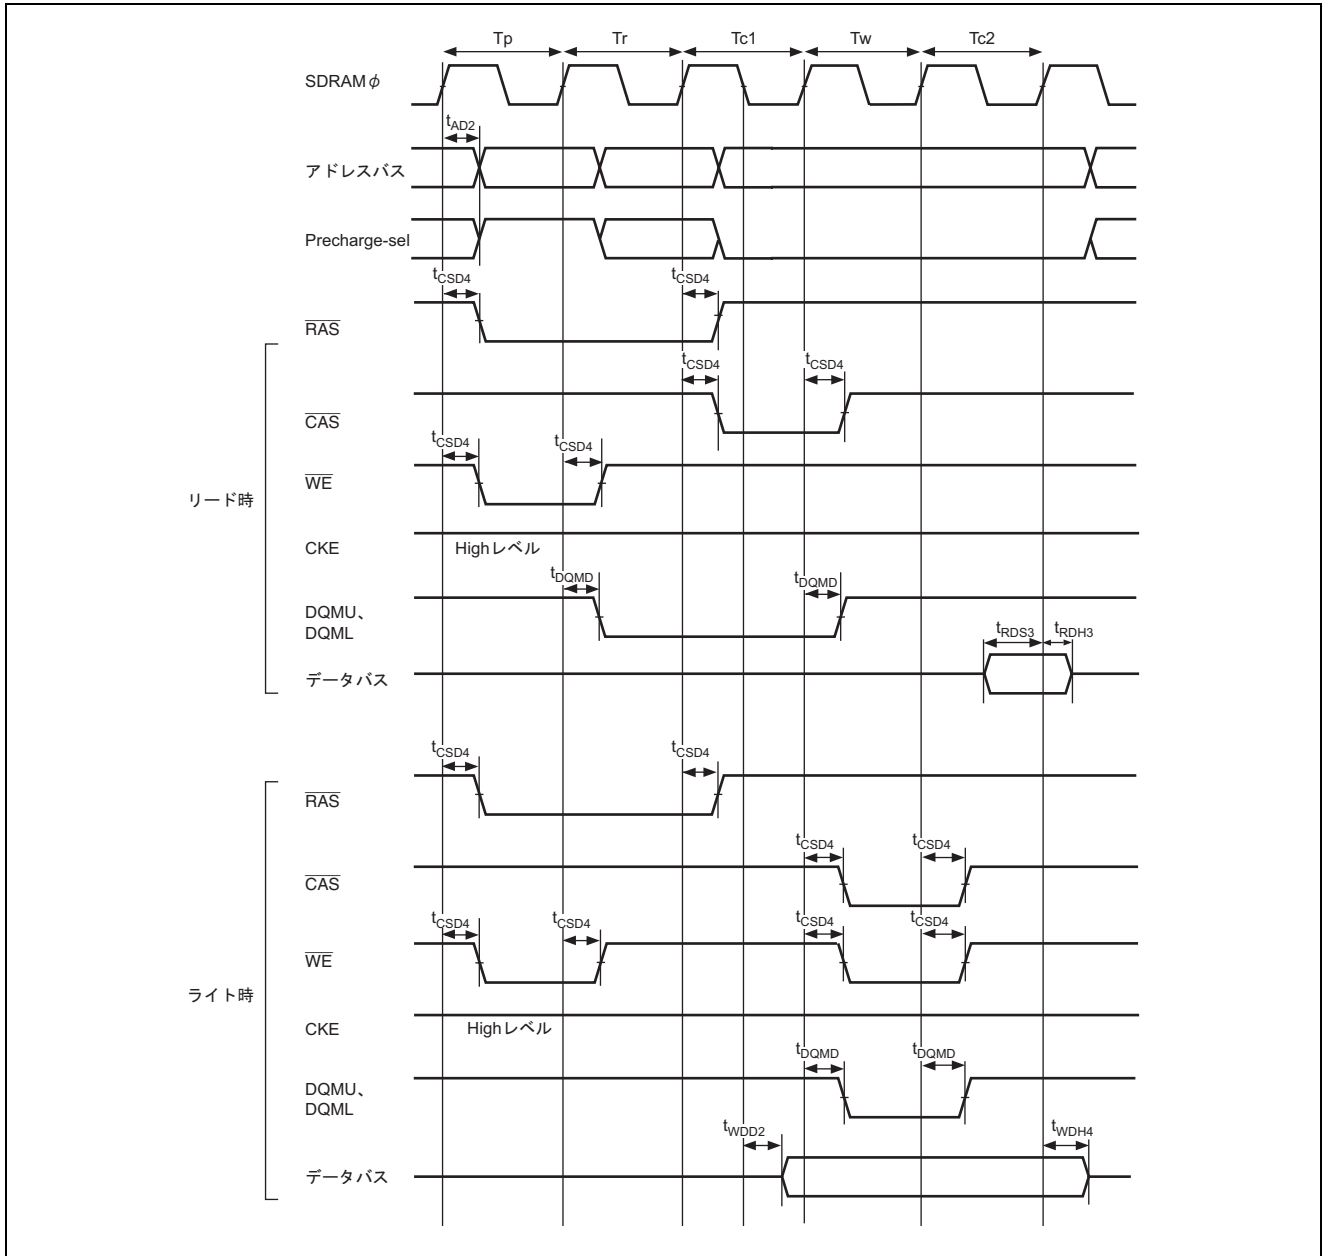 Tp Tr Tc1 Tw Tc2
SDRAMφ
tAD2
アドレスバス
Precharge-sel
tCSD4 tCSD4
RAS
tCSD4 tCSD4
CAS
tCSD4 tCSD4
WE
リード時
CKE Highレベル
tDQMD tDQMD
DQMU、
DQML
tRDS3 tRDH3
データバス
tCSD4 tCSD4
RAS
tCSD4 tCSD4
CAS
tCSD4 tCSD4 tCSD4 tCSD4
WE
ライト時
CKE Highレベル
tDQMD tDQMD
DQMU、
DQML
tWDD2 tWDH4
データバス